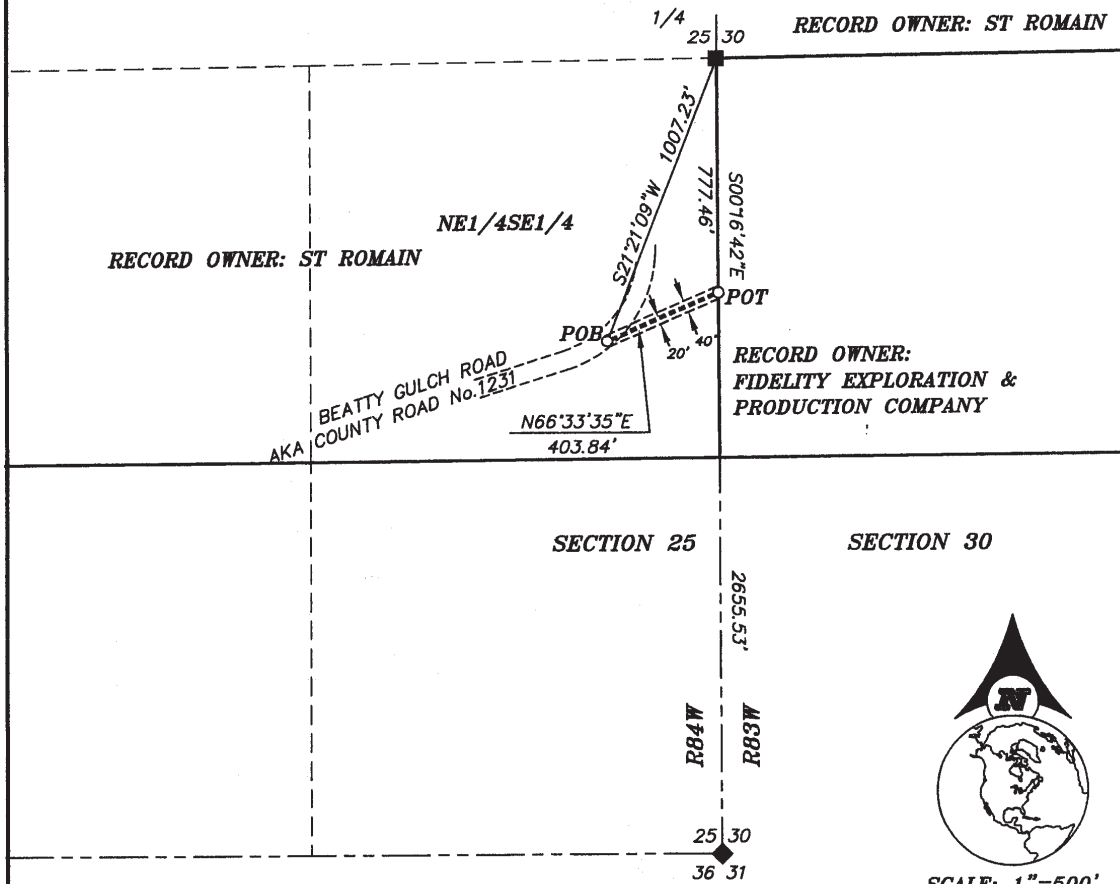 1/4
25 30
RECORD OWNER: ST ROMAIN
S21°21'09"W 1007.23'
S00°16'42"E
777.46'
NE1/4SE1/4
RECORD OWNER: ST ROMAIN
POT
POB
20' 40'
RECORD OWNER:
FIDELITY EXPLORATION &
PRODUCTION COMPANY
BEATTY GULCH ROAD
AKA COUNTY ROAD No.1231
N66°33'35"E
403.84'
SECTION 25
SECTION 30
2655.53'
R84W
R83W
N
25 30
36 31
SCALE: 1"=500'